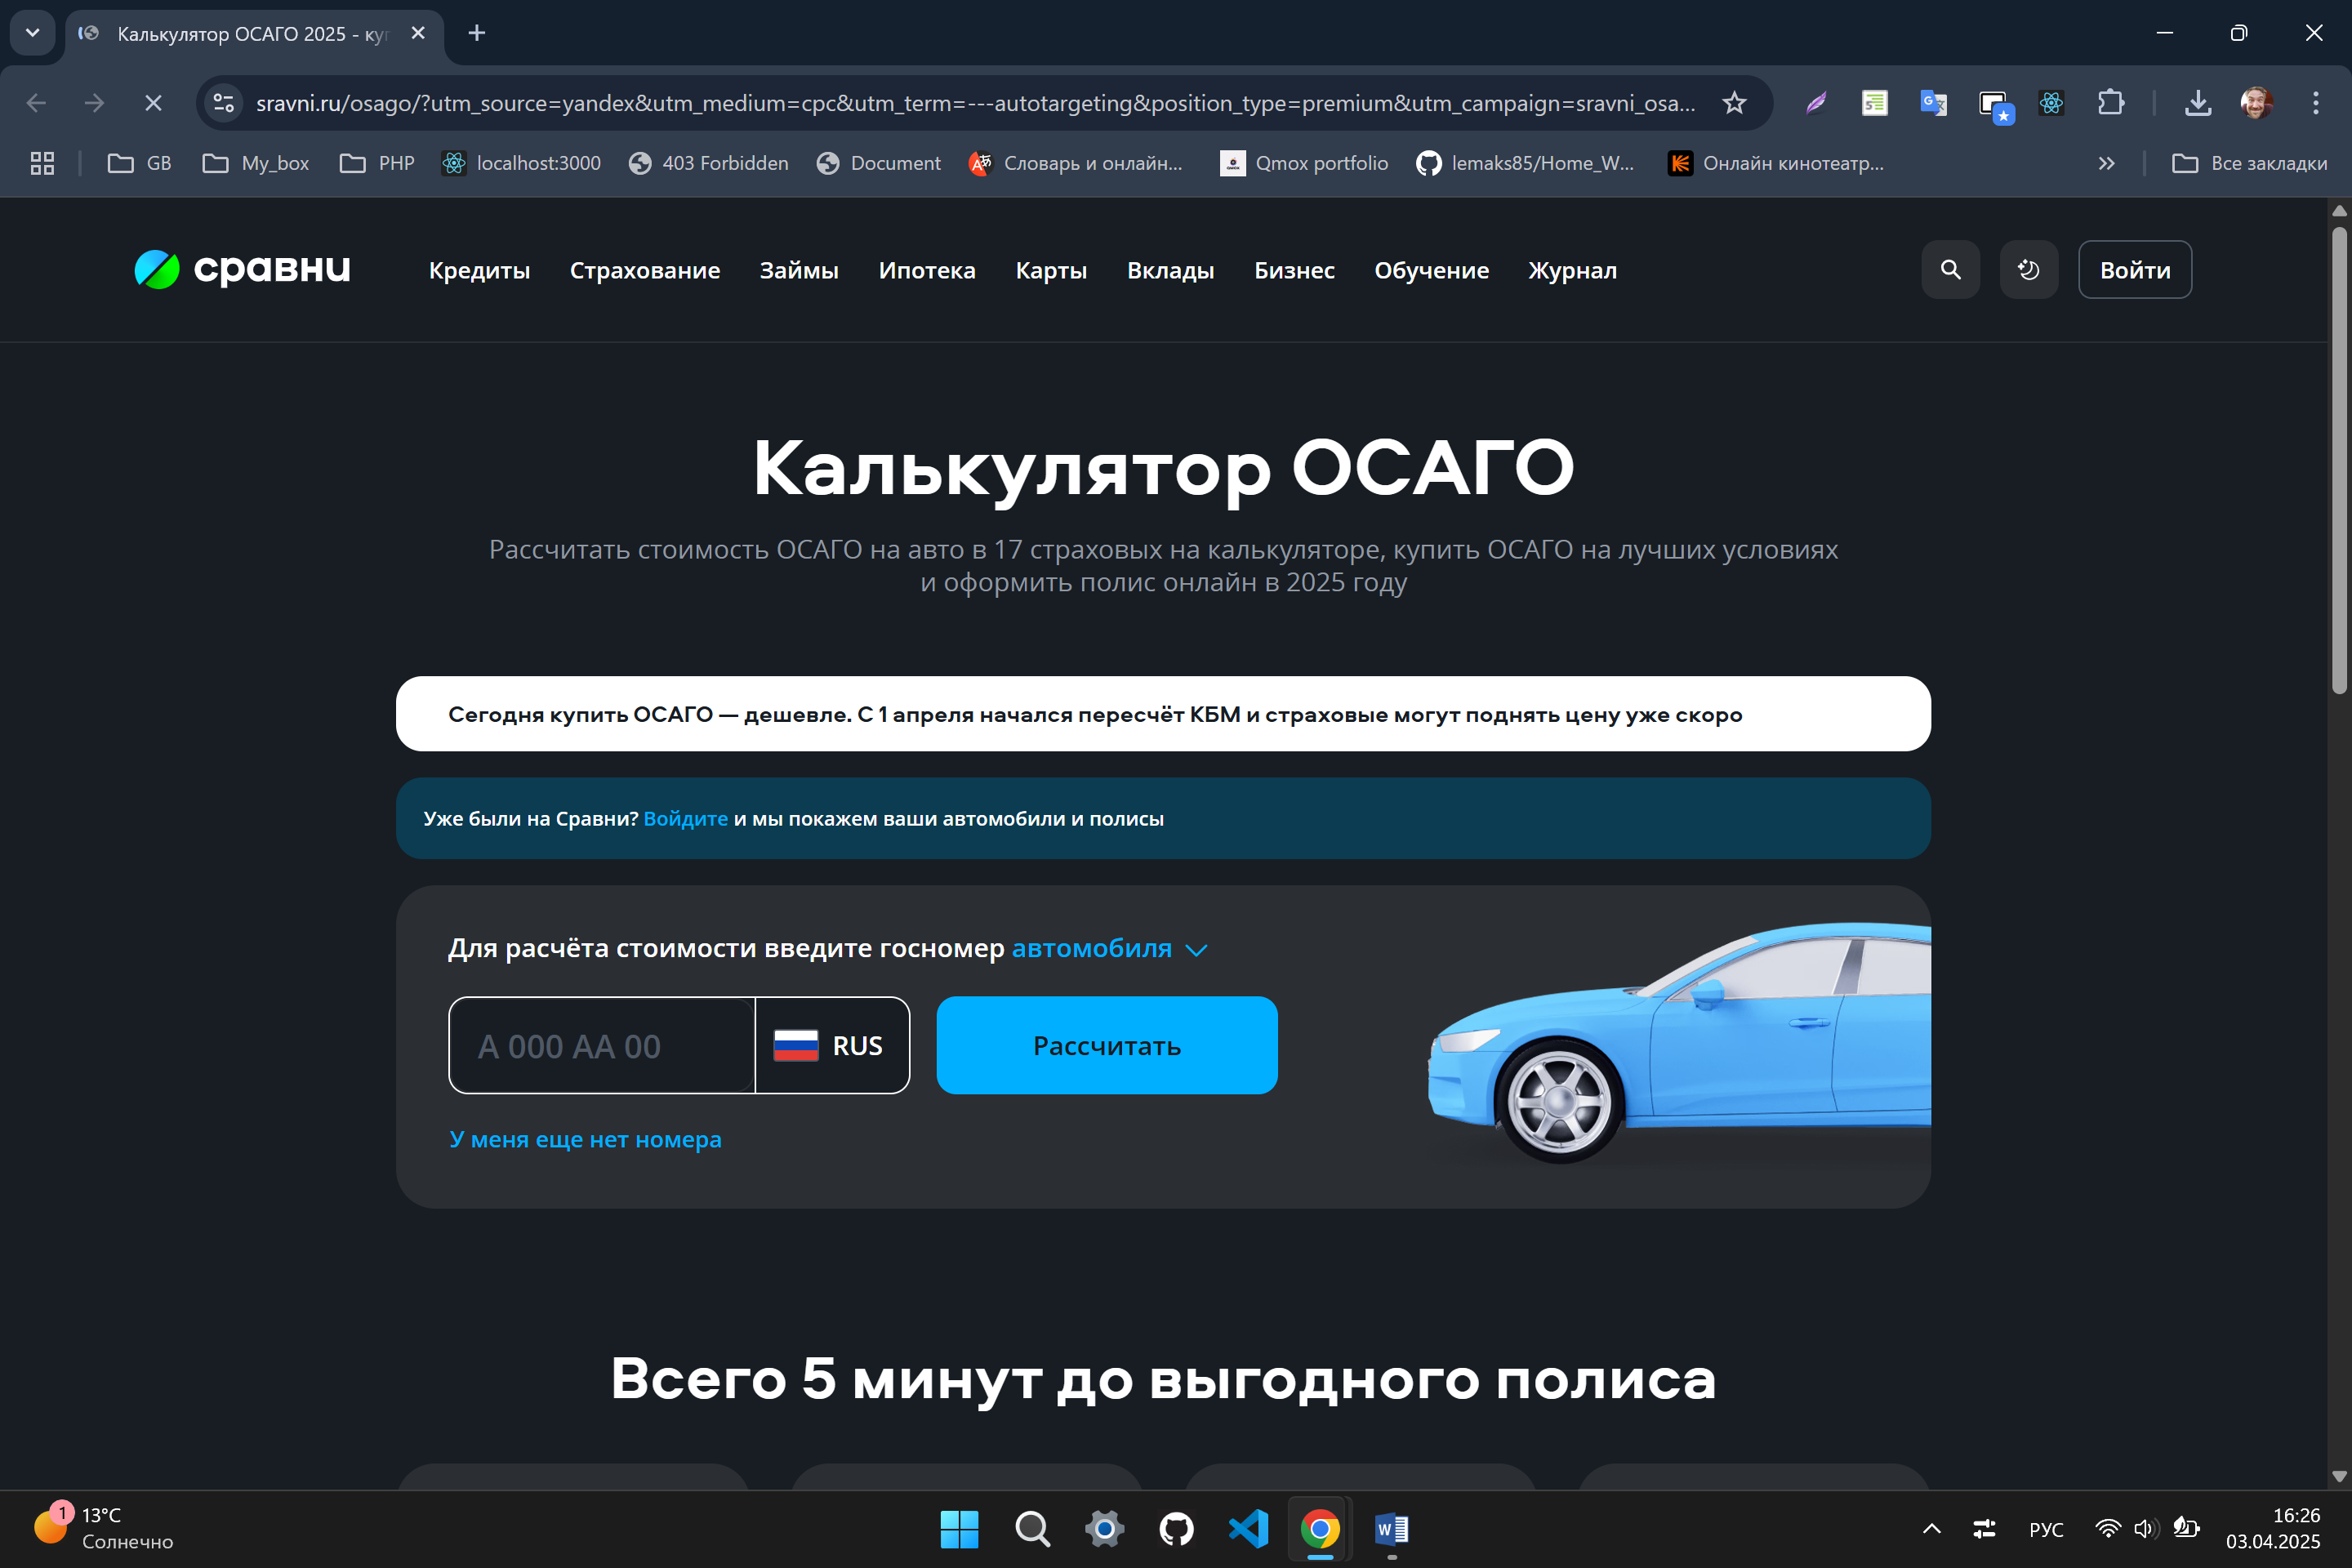 Калькулятор ОСАГО 2025 - куп
sravni.ru/osago/?utm_source=yandex&utm_medium=cpc&utm_term=---autotargeting&position_type=premium&utm_campaign=sravni_osa...
GB
My_box
PHP
localhost:3000
403 Forbidden
Document
Словарь и онлайн...
Qmox portfolio
lemaks85/Home_W...
Онлайн кинотеатр...
Все закладки
сравни
Кредиты
Страхование
Займы
Ипотека
Карты
Вклады
Бизнес
Обучение
Журнал
Войти
Калькулятор ОСАГО
Рассчитать стоимость ОСАГО на авто в 17 страховых на калькуляторе, купить ОСАГО на лучших условиях
и оформить полис онлайн в 2025 году
Сегодня купить ОСАГО — дешевле. С 1 апреля начался пересчёт КБМ и страховые могут поднять цену уже скоро
Уже были на Сравни? Войдите и мы покажем ваши автомобили и полисы
Для расчёта стоимости введите госномер автомобиля
А 000 АА 00
RUS
Рассчитать
У меня еще нет номера
Всего 5 минут до выгодного полиса
1
13°C
Солнечно
РУС
16:26
03.04.2025